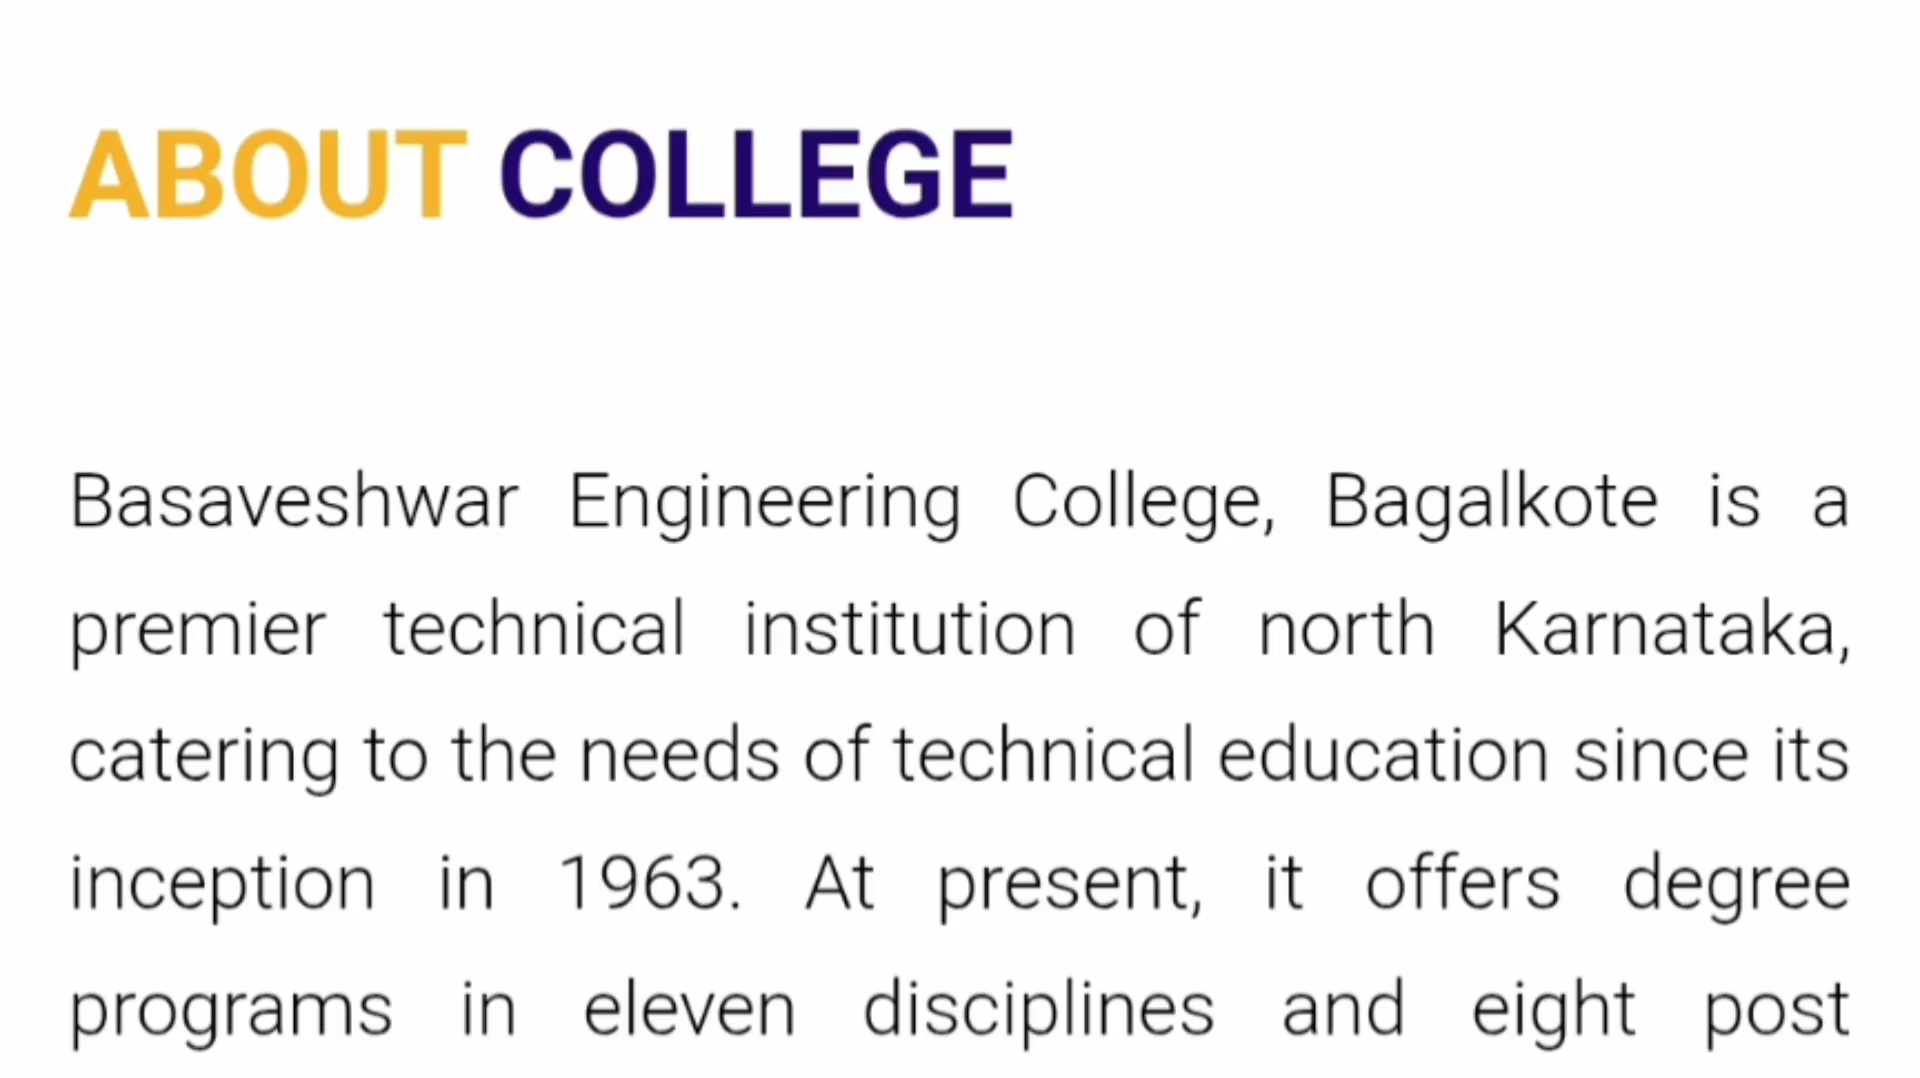 ABOUT COLLEGE
Basaveshwar Engineering College, Bagalkote is a
premier technical institution of north Karnataka,
catering to the needs of technical education since its
inception in 1963. At present, it offers degree
programs in eleven disciplines and eight post